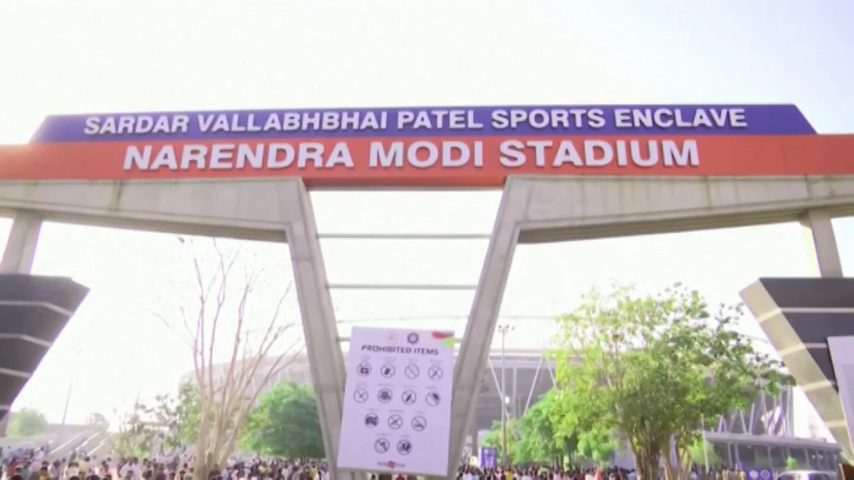 SARDAR VALLABHBHAI PATEL SPORTS ENCLAVE
NARENDRA MODI STADIUM
PROHIBITED ITEMS